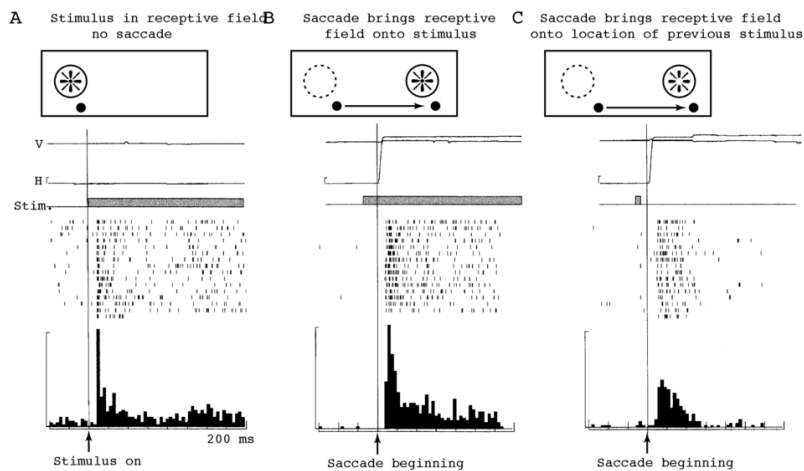 A
Stimulus in receptive field
no saccade
B
Saccade brings receptive
field onto stimulus
C
Saccade brings receptive field
onto location of previous stimulus
V
H
Stim.
200 ms
Stimulus on
Saccade beginning
Saccade beginning